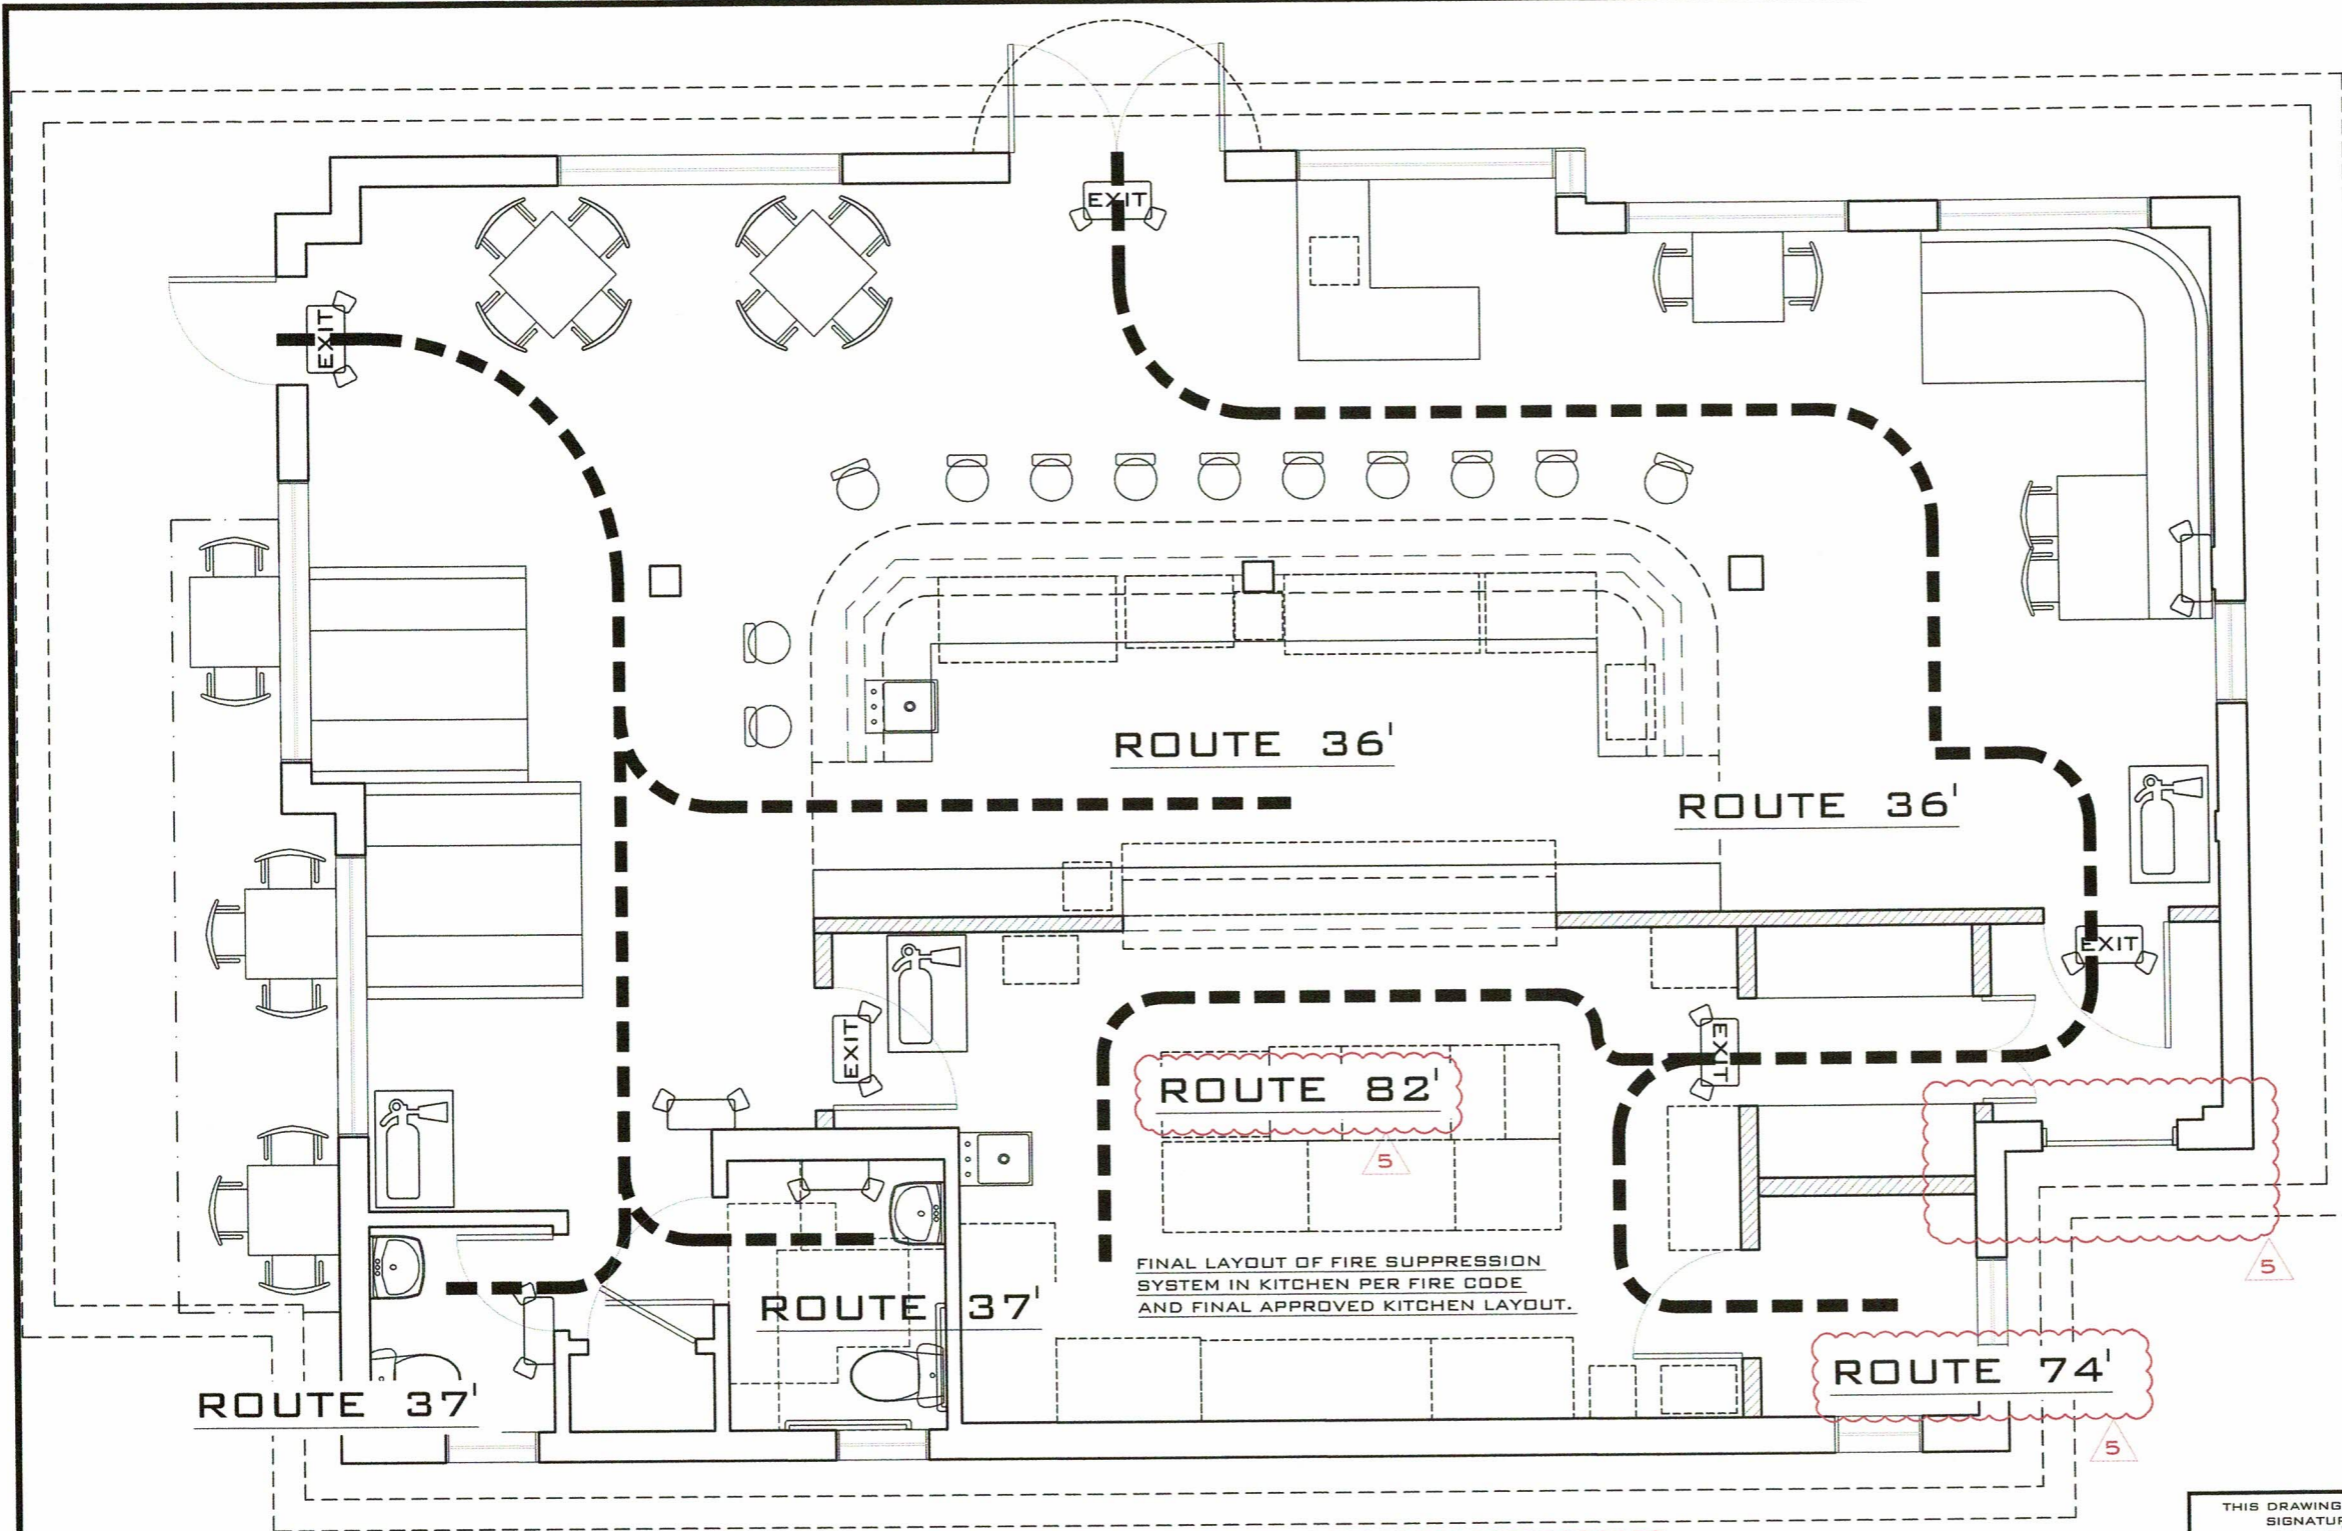 EXIT
EXIT
ROUTE 36'
ROUTE 36'
EXIT
EXIT
EXIT
ROUTE 82'
5
FINAL LAYOUT OF FIRE SUPPRESSION
SYSTEM IN KITCHEN PER FIRE CODE
AND FINAL APPROVED KITCHEN LAYOUT.
5
ROUTE 37'
ROUTE 74'
ROUTE 37'
5
THIS DRAWING